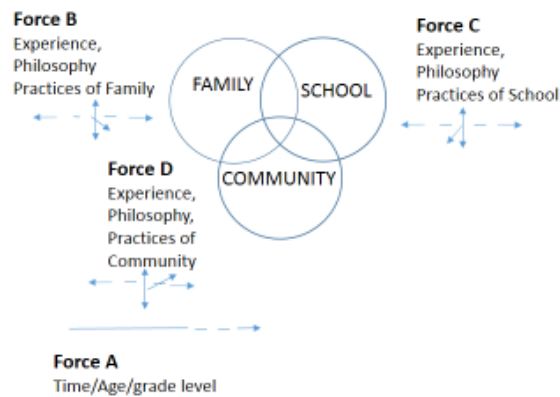 Force B
Experience,
Philosophy
Practices of Family
FAMILY
SCHOOL
COMMUNITY
Force C
Experience,
Philosophy
Practices of School
Force D
Experience,
Philosophy,
Practices of
Community
Force A
Time/Age/grade level